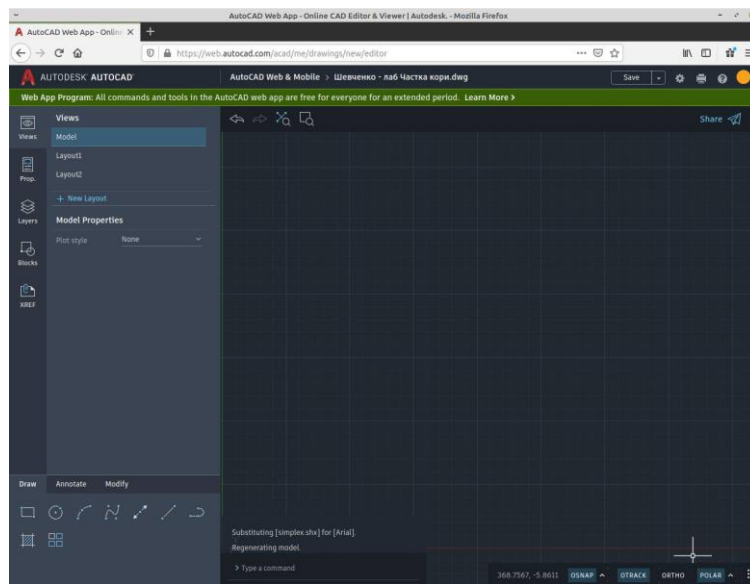 AutoCAD Web App - Online CAD Editor & Viewer | Autodesk. - Mozilla Firefox
AutoCAD Web App - Online
https://web.autocad.com/acad/me/drawings/new/editor
AUTODESK AUTOCAD
AutoCAD Web & Mobile > Шевченко - лаб Частка кори.dwg
Save
Web App Program: All commands and tools in the AutoCAD web app are free for everyone for an extended period. Learn More >
Views
Views
Share
Model
Layout1
Prop.
Layout2
+ New Layout
Layers
Model Properties
Plot style
None
Blocks
XREF
Draw
Annotate
Modify
Substituting [simplex.shx] for [Arial].
Regenerating model.
> Type a command
368.7567, -5.8611
OSNAP
OTRACK
ORTHO
POLAR